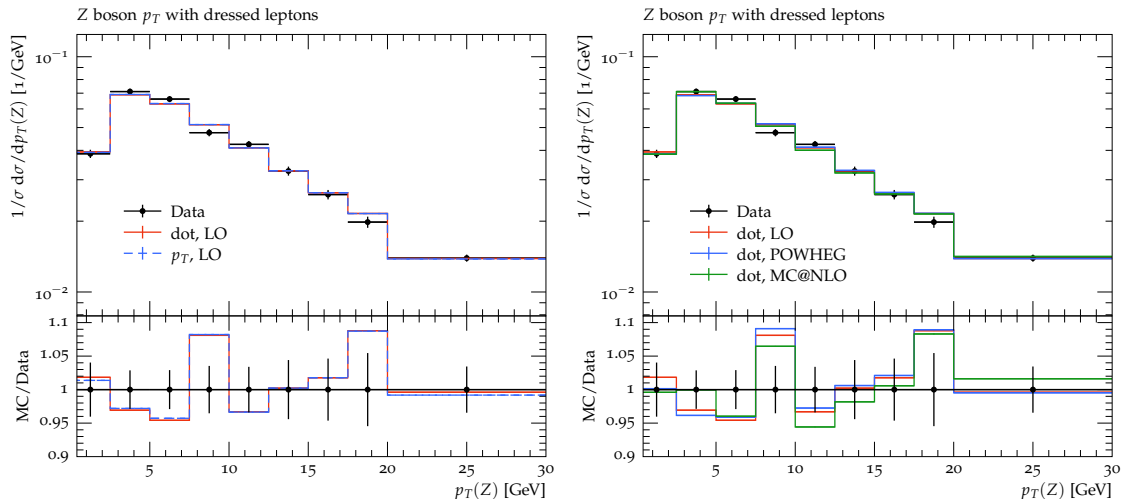 Z boson p_T with dressed leptons
1/σ dσ/dp_T(Z) [1/GeV]
10^−1
10^−2
Data
dot, LO
p_T, LO
MC/Data
1.1
1.05
1
0.95
0.9
5 10 15 20 25 30
p_T(Z) [GeV]
Z boson p_T with dressed leptons
1/σ dσ/dp_T(Z) [1/GeV]
10^−1
10^−2
Data
dot, LO
dot, POWHEG
dot, MC@NLO
MC/Data
1.1
1.05
1
0.95
0.9
5 10 15 20 25 30
p_T(Z) [GeV]